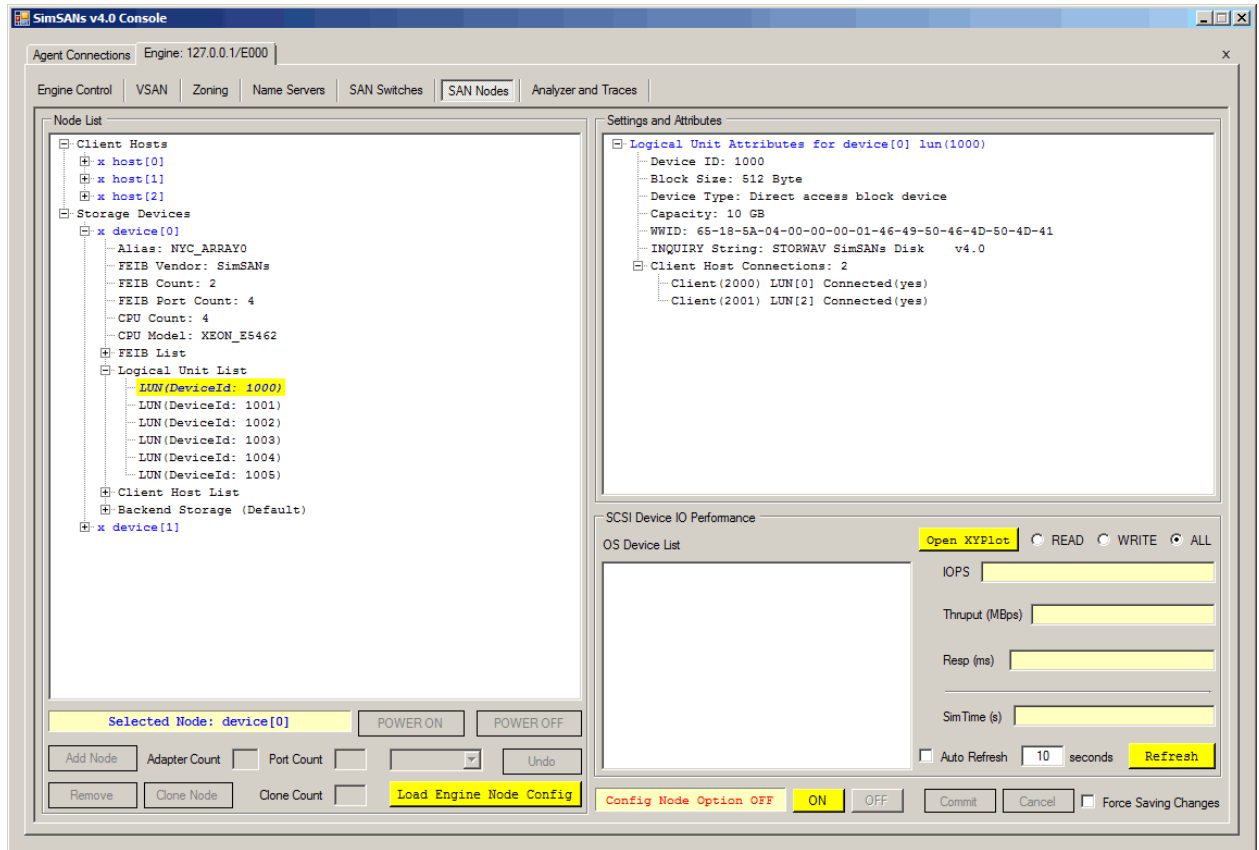 SimSANs v4.0 Console
Agent Connections
Engine: 127.0.0.1/E000
x
Engine Control
VSAN
Zoning
Name Servers
SAN Switches
SAN Nodes
Analyzer and Traces
Node List
Client Hosts
x host[0]
x host[1]
x host[2]
Storage Devices
x device[0]
Alias: NYC_ARRAY0
FEIB Vendor: SimSANs
FEIB Count: 2
FEIB Port Count: 4
CPU Count: 4
CPU Model: XEON_E5462
FEIB List
Logical Unit List
LUN(DeviceId: 1000)
LUN(DeviceId: 1001)
LUN(DeviceId: 1002)
LUN(DeviceId: 1003)
LUN(DeviceId: 1004)
LUN(DeviceId: 1005)
Client Host List
Backend Storage (Default)
x device[1]
Selected Node: device[0]
POWER ON
POWER OFF
Add Node
Adapter Count
Port Count
Undo
Remove
Clone Node
Clone Count
Load Engine Node Config
Settings and Attributes
Logical Unit Attributes for device[0] lun(1000)
Device ID: 1000
Block Size: 512 Byte
Device Type: Direct access block device
Capacity: 10 GB
WWID: 65-18-5A-04-00-00-00-01-46-49-50-46-4D-50-4D-41
INQUIRY String: STORWAV SimSANs Disk    v4.0
Client Host Connections: 2
Client(2000) LUN[0] Connected(yes)
Client(2001) LUN[2] Connected(yes)
SCSI Device IO Performance
OS Device List
Open XYPlot
READ
WRITE
ALL
IOPS
Thruput (MBps)
Resp (ms)
SimTime (s)
Auto Refresh
10
seconds
Refresh
Config Node Option OFF
ON
OFF
Commit
Cancel
Force Saving Changes